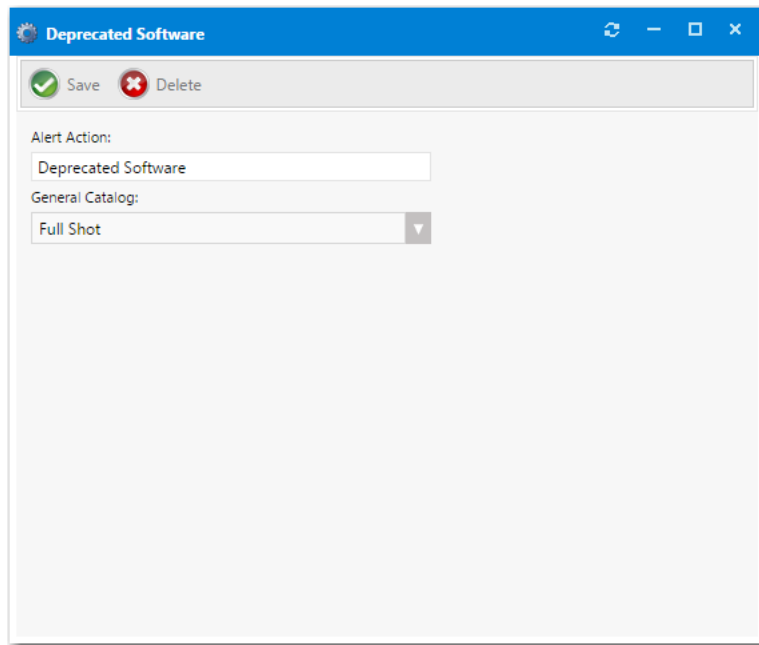 Deprecated Software
Save Delete
Alert Action:
Deprecated Software
General Catalog:
Full Shot